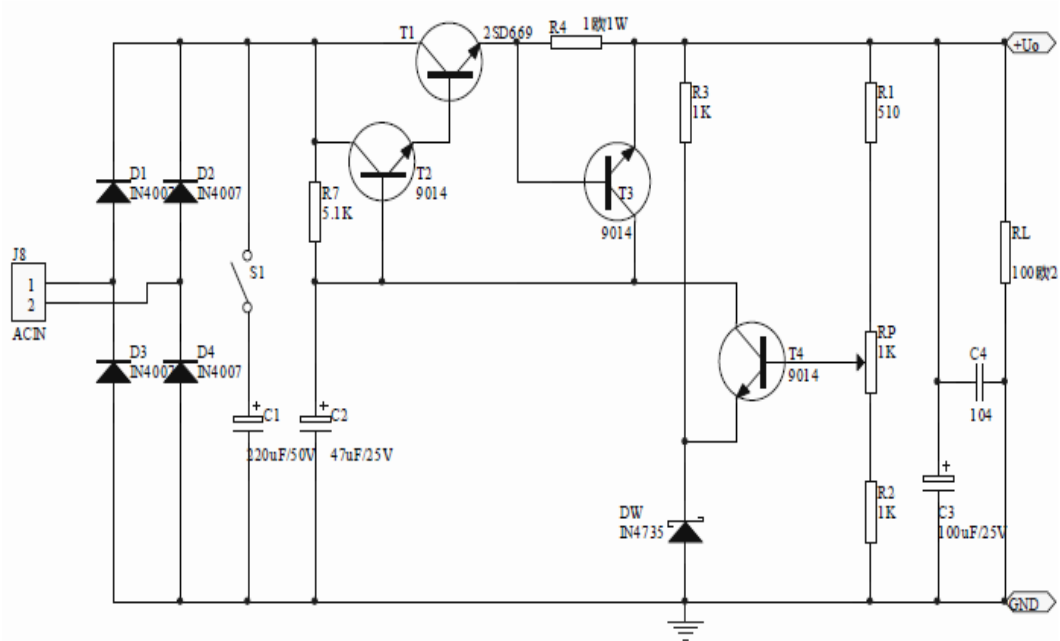 T1
2SD669
R4
1欧1W
+Uo
R3
1K
R1
510
D1
IN4007
D2
IN4007
T2
9014
R7
5.1K
T3
9014
J8
1
2
ACIN
S1
RL
100欧2
D3
IN4007
D4
IN4007
T4
9014
RP
1K
C4
104
C1
220uF/50V
C2
47uF/25V
DW
IN4735
R2
1K
C3
100uF/25V
GND